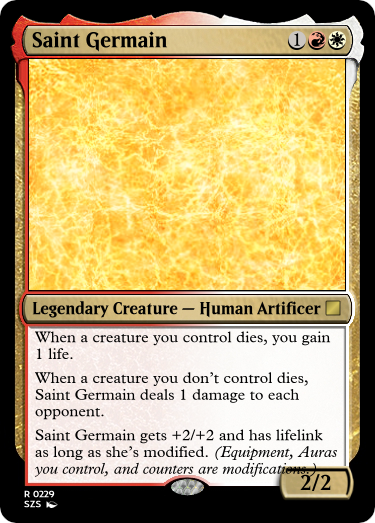 Saint Germain 1
Legendary Creature — Human Artificer
When a creature you control dies, you gain
1 life.
When a creature you don't control dies,
Saint Germain deals 1 damage to each
opponent.
Saint Germain gets +2/+2 and has lifelink
as long as she's modified. (Equipment, Auras
you control, and counters are modifications.)
2/2
R 0229
SZS